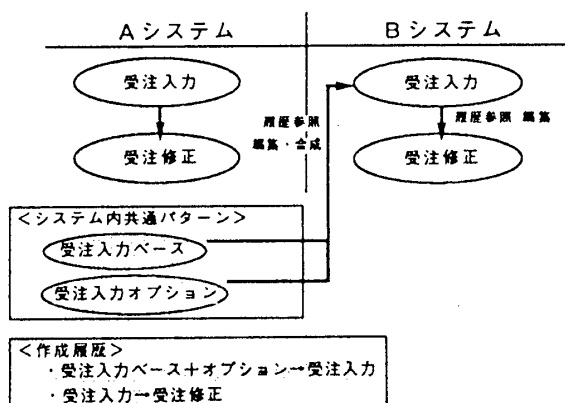 Aシステム
Bシステム
受注入力
受注入力
履歴参照
編集・合成
履歴参照 編集
受注修正
受注修正
<システム内共通パターン>
受注入力ベース
受注入力オプション
<作成履歴>
・受注入力ベース+オプション→受注入力
・受注入力→受注修正